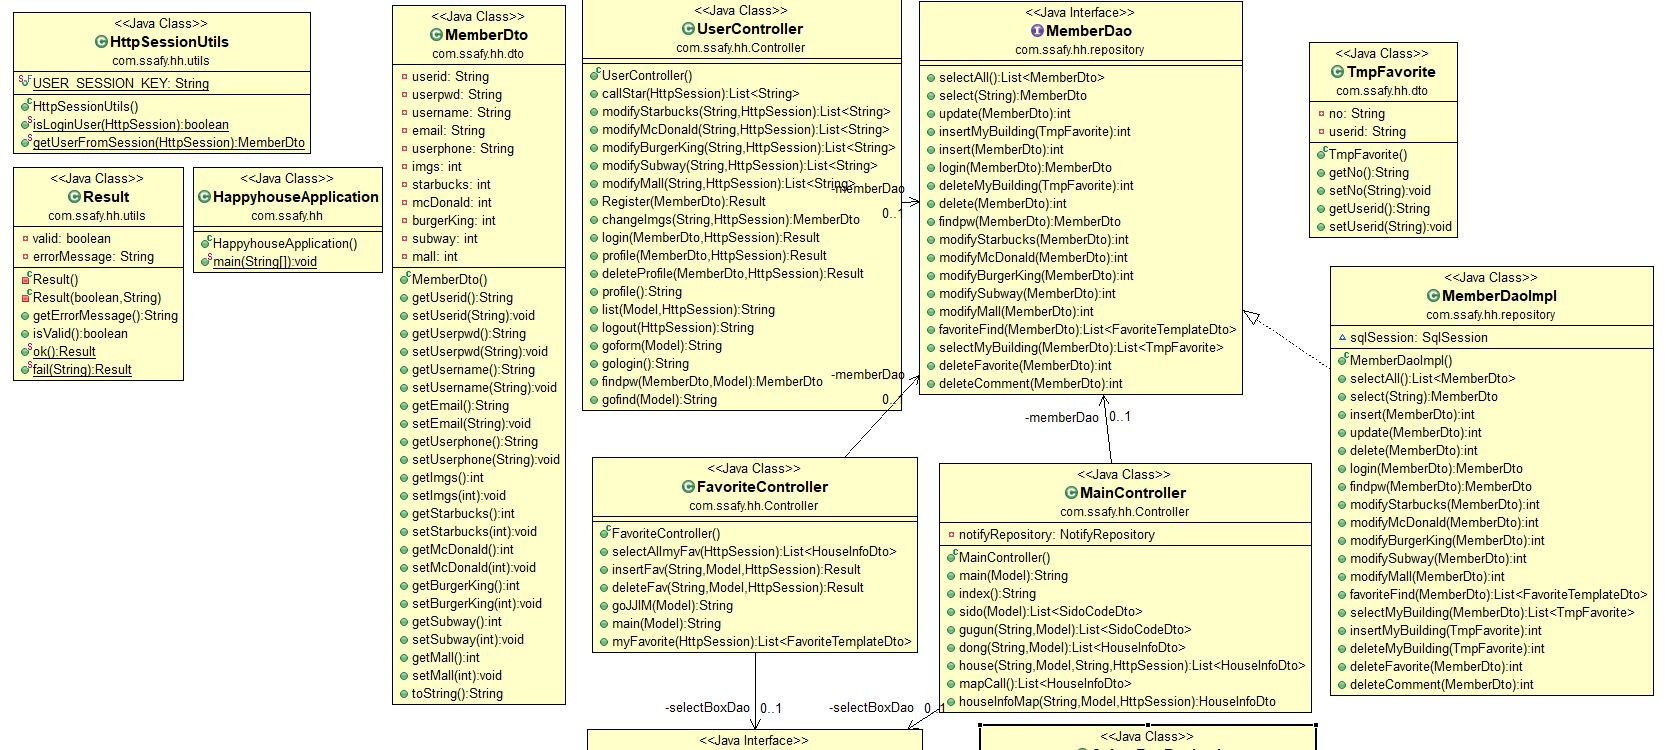 <<Java Class>>
HttpSessionUtils
com.ssafy.hh.utils
USER_SESSION_KEY: String
HttpSessionUtils()
isLoginUser(HttpSession):boolean
getUserFromSession(HttpSession):MemberDto
<<Java Class>>
Result
com.ssafy.hh.utils
valid: boolean
errorMessage: String
Result()
Result(boolean,String)
getErrorMessage():String
isValid():boolean
ok():Result
fail(String):Result
<<Java Class>>
HappyhouseApplication
com.ssafy.hh
HappyhouseApplication()
main(String[]):void
<<Java Class>>
MemberDto
com.ssafy.hh.dto
userid: String
userpwd: String
username: String
email: String
userphone: String
imgs: int
starbucks: int
mcDonald: int
burgerKing: int
subway: int
mall: int
MemberDto()
getUserid():String
setUserid(String):void
getUserpwd():String
setUserpwd(String):void
getUsername():String
setUsername(String):void
getEmail():String
setEmail(String):void
getUserphone():String
setUserphone(String):void
getImgs():int
setImgs(int):void
getStarbucks():int
setStarbucks(int):void
getMcDonald():int
setMcDonald(int):void
getBurgerKing():int
setBurgerKing(int):void
getSubway():int
setSubway(int):void
getMall():int
setMall(int):void
toString():String
<<Java Class>>
UserController
com.ssafy.hh.Controller
UserController()
callStar(HttpSession):List<String>
modifyStarbucks(String,HttpSession):List<String>
modifyMcDonald(String,HttpSession):List<String>
modifyBurgerKing(String,HttpSession):List<String>
modifySubway(String,HttpSession):List<String>
modifyMall(String,HttpSession):List<String>
Register(MemberDto):Result
changeImgs(String,HttpSession):MemberDto
login(MemberDto,HttpSession):Result
profile(MemberDto,HttpSession):Result
deleteProfile(MemberDto,HttpSession):Result
profile():String
list(Model,HttpSession):String
logout(HttpSession):String
goform(Model):String
gologin():String
findpw(MemberDto,Model):MemberDto
gofind(Model):String
-memberDao
0..1
-memberDao
0..1
<<Java Interface>>
MemberDao
com.ssafy.hh.repository
selectAll():List<MemberDto>
select(String):MemberDto
update(MemberDto):int
insertMyBuilding(TmpFavorite):int
insert(MemberDto):int
login(MemberDto):MemberDto
deleteMyBuilding(TmpFavorite):int
delete(MemberDto):int
findpw(MemberDto):MemberDto
modifyStarbucks(MemberDto):int
modifyMcDonald(MemberDto):int
modifyBurgerKing(MemberDto):int
modifySubway(MemberDto):int
modifyMall(MemberDto):int
favoriteFind(MemberDto):List<FavoriteTemplateDto>
selectMyBuilding(MemberDto):List<TmpFavorite>
deleteFavorite(MemberDto):int
deleteComment(MemberDto):int
-memberDao 0..1
<<Java Class>>
TmpFavorite
com.ssafy.hh.dto
no: String
userid: String
TmpFavorite()
getNo():String
setNo(String):void
getUserid():String
setUserid(String):void
<<Java Class>>
MemberDaoImpl
com.ssafy.hh.repository
sqlSession: SqlSession
MemberDaoImpl()
selectAll():List<MemberDto>
select(String):MemberDto
insert(MemberDto):int
update(MemberDto):int
delete(MemberDto):int
login(MemberDto):MemberDto
findpw(MemberDto):MemberDto
modifyStarbucks(MemberDto):int
modifyMcDonald(MemberDto):int
modifyBurgerKing(MemberDto):int
modifySubway(MemberDto):int
modifyMall(MemberDto):int
favoriteFind(MemberDto):List<FavoriteTemplateDto>
selectMyBuilding(MemberDto):List<TmpFavorite>
insertMyBuilding(TmpFavorite):int
deleteMyBuilding(TmpFavorite):int
deleteFavorite(MemberDto):int
deleteComment(MemberDto):int
<<Java Class>>
FavoriteController
com.ssafy.hh.Controller
FavoriteController()
selectAllmyFav(HttpSession):List<HouseInfoDto>
insertFav(String,Model,HttpSession):Result
deleteFav(String,Model,HttpSession):Result
goJJIM(Model):String
main(Model):String
myFavorite(HttpSession):List<FavoriteTemplateDto>
<<Java Class>>
MainController
com.ssafy.hh.Controller
notifyRepository: NotifyRepository
MainController()
main(Model):String
index():String
sido(Model):List<SidoCodeDto>
gugun(String,Model):List<SidoCodeDto>
dong(String,Model):List<HouseInfoDto>
house(String,Model,String,HttpSession):List<HouseInfoDto>
mapCall():List<HouseInfoDto>
houseInfoMap(String,Model,HttpSession):HouseInfoDto
-selectBoxDao 0..1
-selectBoxDao 0..1
<<Java Interface>>
<<Java Class>>